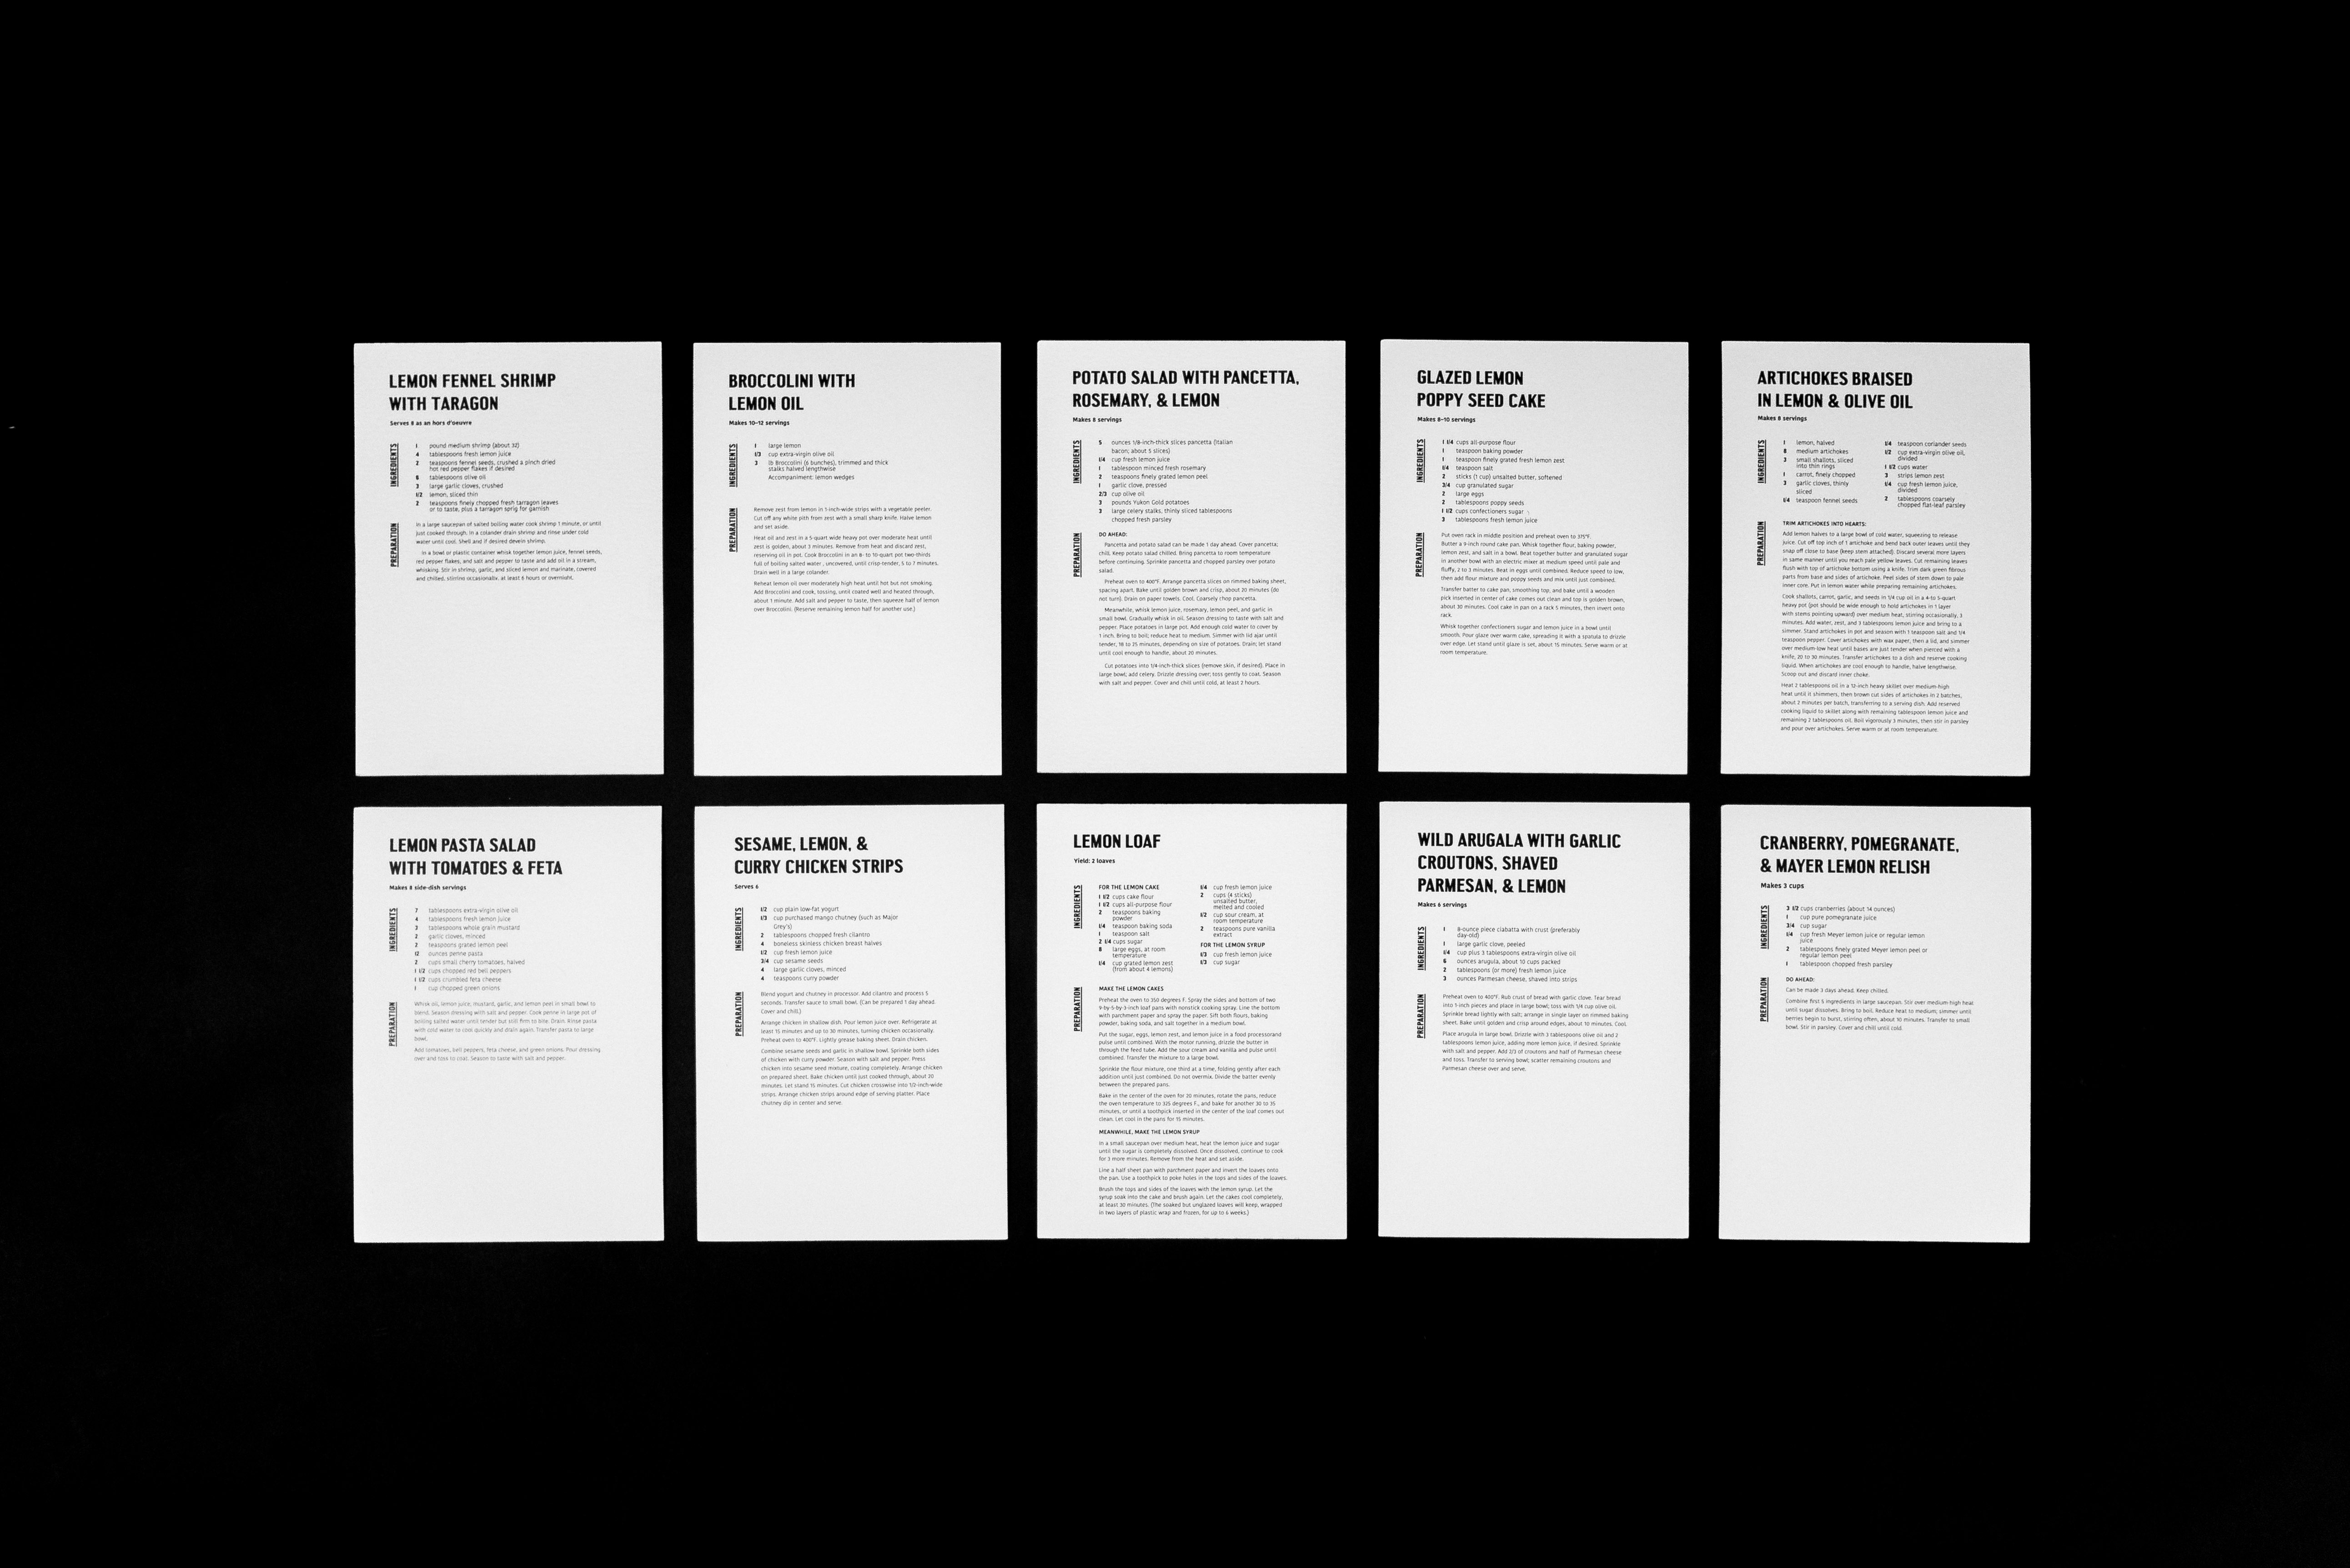 LEMON FENNEL SHRIMP
WITH TARAGON
Serves 8 as an hors d'oeuvre
INGREDIENTS
1 pound medium shrimp (about 32)
4 tablespoons fresh lemon juice
2 teaspoons fennel seeds, crushed a pinch dried
hot red pepper flakes if desired
6 tablespoons olive oil
3 large garlic cloves, crushed
1/2 lemon, sliced thin
2 teaspoons finely chopped fresh tarragon leaves
or to taste, plus a tarragon sprig for garnish
PREPARATION
In a large saucepan of salted boiling water cook shrimp 1 minute, or until
just cooked through. In a colander drain shrimp and rinse under cold
water until cool. Shell and if desired devein shrimp.
In a bowl or plastic container whisk together lemon juice, fennel seeds,
red pepper flakes, and salt and pepper to taste and add oil in a stream,
whisking. Stir in shrimp, garlic, and sliced lemon and marinate, covered
and chilled, stirring occasionally, at least 6 hours or overnight.
BROCCOLINI WITH
LEMON OIL
Makes 10-12 servings
INGREDIENTS
1 large lemon
1/3 cup extra-virgin olive oil
3 lb Broccolini (6 bunches), trimmed and thick
stalks halved lengthwise
Accompaniment: lemon wedges
PREPARATION
Remove zest from lemon in 1-inch-wide strips with a vegetable peeler.
Cut off any white pith from zest with a small sharp knife. Halve lemon
and set aside.
Heat oil and zest in a 5-quart wide heavy pot over moderate heat until
zest is golden, about 3 minutes. Remove from heat and discard zest,
reserving oil in pot. Cook Broccolini in an 8- to 10-quart pot two-thirds
full of boiling salted water , uncovered, until crisp-tender, 5 to 7 minutes.
Drain well in a large colander.
Reheat lemon oil over moderately high heat until hot but not smoking.
Add Broccolini and cook, tossing, until coated well and heated through,
about 1 minute. Add salt and pepper to taste, then squeeze half of lemon
over Broccolini. (Reserve remaining lemon half for another use.)
POTATO SALAD WITH PANCETTA,
ROSEMARY, & LEMON
Makes 8 servings
INGREDIENTS
5 ounces 1/8-inch-thick slices pancetta (Italian
bacon; about 5 slices)
1/4 cup fresh lemon juice
1 tablespoon minced fresh rosemary
2 teaspoons finely grated lemon peel
1 garlic clove, pressed
2/3 cup olive oil
3 pounds Yukon Gold potatoes
3 large celery stalks, thinly sliced tablespoons
chopped fresh parsley
PREPARATION
DO AHEAD:
Pancetta and potato salad can be made 1 day ahead. Cover pancetta;
chill. Keep potato salad chilled. Bring pancetta to room temperature
before continuing. Sprinkle pancetta and chopped parsley over potato
salad.
Preheat oven to 400°F. Arrange pancetta slices on rimmed baking sheet,
spacing apart. Bake until golden brown and crisp, about 20 minutes (do
not turn). Drain on paper towels. Cool. Coarsely chop pancetta.
Meanwhile, whisk lemon juice, rosemary, lemon peel, and garlic in
small bowl. Gradually whisk in oil. Season dressing to taste with salt and
pepper. Place potatoes in large pot. Add enough cold water to cover by
1 inch. Bring to boil; reduce heat to medium. Simmer with lid ajar until
tender, 18 to 25 minutes, depending on size of potatoes. Drain; let stand
until cool enough to handle, about 20 minutes.
Cut potatoes into 1/4-inch-thick slices (remove skin, if desired). Place in
large bowl; add celery. Drizzle dressing over; toss gently to coat. Season
with salt and pepper. Cover and chill until cold, at least 2 hours.
GLAZED LEMON
POPPY SEED CAKE
Makes 8-10 servings
INGREDIENTS
1 1/4 cups all-purpose flour
1 teaspoon baking powder
1 teaspoon finely grated fresh lemon zest
1/4 teaspoon salt
2 sticks (1 cup) unsalted butter, softened
3/4 cup granulated sugar
2 large eggs
2 tablespoons poppy seeds
1 1/2 cups confectioners sugar
3 tablespoons fresh lemon juice
PREPARATION
Put oven rack in middle position and preheat oven to 375°F.
Butter a 9-inch round cake pan. Whisk together flour, baking powder,
lemon zest, and salt in a bowl. Beat together butter and granulated sugar
in another bowl with an electric mixer at medium speed until pale and
fluffy, 2 to 3 minutes. Beat in eggs until combined. Reduce speed to low,
then add flour mixture and poppy seeds and mix until just combined.
Transfer batter to cake pan, smoothing top, and bake until a wooden
pick inserted in center of cake comes out clean and top is golden brown,
about 30 minutes. Cool cake in pan on a rack 5 minutes, then invert onto
rack.
Whisk together confectioners sugar and lemon juice in a bowl until
smooth. Pour glaze over warm cake, spreading it with a spatula to drizzle
over edge. Let stand until glaze is set, about 15 minutes. Serve warm or at
room temperature.
ARTICHOKES BRAISED
IN LEMON & OLIVE OIL
Makes 8 servings
INGREDIENTS
1 lemon, halved
8 medium artichokes
3 small shallots, sliced
into thin rings
1 carrot, finely chopped
3 garlic cloves, thinly
sliced
1/4 teaspoon fennel seeds
1/4 teaspoon coriander seeds
1/2 cup extra-virgin olive oil,
divided
1 1/2 cups water
3 strips lemon zest
1/4 cup fresh lemon juice,
divided
2 tablespoons coarsely
chopped flat-leaf parsley
PREPARATION
TRIM ARTICHOKES INTO HEARTS:
Add lemon halves to a large bowl of cold water, squeezing to release
juice. Cut off top inch of 1 artichoke and bend back outer leaves until they
snap off close to base (keep stem attached). Discard several more layers
in same manner until you reach pale yellow leaves. Cut remaining leaves
flush with top of artichoke bottom using a knife. Trim dark green fibrous
parts from base and sides of artichoke. Peel sides of stem down to pale
inner core. Put in lemon water while preparing remaining artichokes.
Cook shallots, carrot, garlic, and seeds in 1/4 cup oil in a 4-to 5-quart
heavy pot (pot should be wide enough to hold artichokes in 1 layer
with stems pointing upward) over medium heat, stirring occasionally, 3
minutes. Add water, zest, and 3 tablespoons lemon juice and bring to a
simmer. Stand artichokes in pot and season with 1 teaspoon salt and 1/4
teaspoon pepper. Cover artichokes with wax paper, then a lid, and simmer
over medium-low heat until bases are just tender when pierced with a
knife, 20 to 30 minutes. Transfer artichokes to a dish and reserve cooking
liquid. When artichokes are cool enough to handle, halve lengthwise.
Scoop out and discard inner choke.
Heat 2 tablespoons oil in a 12-inch heavy skillet over medium-high
heat until it shimmers, then brown cut sides of artichokes in 2 batches,
about 2 minutes per batch, transferring to a serving dish. Add reserved
cooking liquid to skillet along with remaining tablespoon lemon juice and
remaining 2 tablespoons oil. Boil vigorously 3 minutes, then stir in parsley
and pour over artichokes. Serve warm or at room temperature.
LEMON PASTA SALAD
WITH TOMATOES & FETA
Makes 8 side-dish servings
INGREDIENTS
7 tablespoons extra-virgin olive oil
4 tablespoons fresh lemon juice
3 tablespoons whole grain mustard
2 garlic cloves, minced
2 teaspoons grated lemon peel
12 ounces penne pasta
2 cups small cherry tomatoes, halved
1 1/2 cups chopped red bell peppers
1 1/2 cups crumbled feta cheese
1 cup chopped green onions
PREPARATION
Whisk oil, lemon juice, mustard, garlic, and lemon peel in small bowl to
blend. Season dressing with salt and pepper. Cook penne in large pot of
boiling salted water until tender but still firm to bite. Drain. Rinse pasta
with cold water to cool quickly and drain again. Transfer pasta to large
bowl.
Add tomatoes, bell peppers, feta cheese, and green onions. Pour dressing
over and toss to coat. Season to taste with salt and pepper.
SESAME, LEMON, &
CURRY CHICKEN STRIPS
Serves 6
INGREDIENTS
1/2 cup plain low-fat yogurt
1/3 cup purchased mango chutney (such as Major
Grey's)
2 tablespoons chopped fresh cilantro
4 boneless skinless chicken breast halves
1/2 cup fresh lemon juice
3/4 cup sesame seeds
4 large garlic cloves, minced
4 teaspoons curry powder
PREPARATION
Blend yogurt and chutney in processor. Add cilantro and process 5
seconds. Transfer sauce to small bowl. (Can be prepared 1 day ahead.
Cover and chill.)
Arrange chicken in shallow dish. Pour lemon juice over. Refrigerate at
least 15 minutes and up to 30 minutes, turning chicken occasionally.
Preheat oven to 400°F. Lightly grease baking sheet. Drain chicken.
Combine sesame seeds and garlic in shallow bowl. Sprinkle both sides
of chicken with curry powder. Season with salt and pepper. Press
chicken into sesame seed mixture, coating completely. Arrange chicken
on prepared sheet. Bake chicken until just cooked through, about 20
minutes. Let stand 15 minutes. Cut chicken crosswise into 1/2-inch-wide
strips. Arrange chicken strips around edge of serving platter. Place
chutney dip in center and serve.
LEMON LOAF
Yield: 2 loaves
INGREDIENTS
FOR THE LEMON CAKE
1 1/2 cups cake flour
1 1/2 cups all-purpose flour
2 teaspoons baking
powder
1/4 teaspoon baking soda
1 teaspoon salt
2 1/4 cups sugar
8 large eggs, at room
temperature
1/4 cup grated lemon zest
(from about 4 lemons)
1/4 cup fresh lemon juice
2 cups (4 sticks)
unsalted butter,
melted and cooled
1/2 cup sour cream, at
room temperature
2 teaspoons pure vanilla
extract
FOR THE LEMON SYRUP
1/3 cup fresh lemon juice
1/3 cup sugar
PREPARATION
MAKE THE LEMON CAKES
Preheat the oven to 350 degrees F. Spray the sides and bottom of two
9-by-5-by-3-inch loaf pans with nonstick cooking spray. Line the bottom
with parchment paper and spray the paper. Sift both flours, baking
powder, baking soda, and salt together in a medium bowl.
Put the sugar, eggs, lemon zest, and lemon juice in a food processorand
pulse until combined. With the motor running, drizzle the butter in
through the feed tube. Add the sour cream and vanilla and pulse until
combined. Transfer the mixture to a large bowl.
Sprinkle the flour mixture, one third at a time, folding gently after each
addition until just combined. Do not overmix. Divide the batter evenly
between the prepared pans.
Bake in the center of the oven for 20 minutes, rotate the pans, reduce
the oven temperature to 325 degrees F., and bake for another 30 to 35
minutes, or until a toothpick inserted in the center of the loaf comes out
clean. Let cool in the pans for 15 minutes.
MEANWHILE, MAKE THE LEMON SYRUP
In a small saucepan over medium heat, heat the lemon juice and sugar
until the sugar is completely dissolved. Once dissolved, continue to cook
for 3 more minutes. Remove from the heat and set aside.
Line a half sheet pan with parchment paper and invert the loaves onto
the pan. Use a toothpick to poke holes in the tops and sides of the loaves.
Brush the tops and sides of the loaves with the lemon syrup. Let the
syrup soak into the cake and brush again. Let the cakes cool completely,
at least 30 minutes. (The soaked but unglazed loaves will keep, wrapped
in two layers of plastic wrap and frozen, for up to 6 weeks.)
WILD ARUGALA WITH GARLIC
CROUTONS, SHAVED
PARMESAN, & LEMON
Makes 6 servings
INGREDIENTS
1 8-ounce piece ciabatta with crust (preferably
day-old)
1 large garlic clove, peeled
1/4 cup plus 3 tablespoons extra-virgin olive oil
6 ounces arugula, about 10 cups packed
2 tablespoons (or more) fresh lemon juice
3 ounces Parmesan cheese, shaved into strips
PREPARATION
Preheat oven to 400°F. Rub crust of bread with garlic clove. Tear bread
into 1-inch pieces and place in large bowl; toss with 1/4 cup olive oil.
Sprinkle bread lightly with salt; arrange in single layer on rimmed baking
sheet. Bake until golden and crisp around edges, about 10 minutes. Cool.
Place arugula in large bowl. Drizzle with 3 tablespoons olive oil and 2
tablespoons lemon juice, adding more lemon juice, if desired. Sprinkle
with salt and pepper. Add 2/3 of croutons and half of Parmesan cheese
and toss. Transfer to serving bowl; scatter remaining croutons and
Parmesan cheese over and serve.
CRANBERRY, POMEGRANATE,
& MAYER LEMON RELISH
Makes 3 cups
INGREDIENTS
3 1/2 cups cranberries (about 14 ounces)
1 cup pure pomegranate juice
3/4 cup sugar
1/4 cup fresh Meyer lemon juice or regular lemon
juice
2 tablespoons finely grated Meyer lemon peel or
regular lemon peel
1 tablespoon chopped fresh parsley
PREPARATION
DO AHEAD:
Can be made 3 days ahead. Keep chilled.
Combine first 5 ingredients in large saucepan. Stir over medium-high heat
until sugar dissolves. Bring to boil. Reduce heat to medium; simmer until
berries begin to burst, stirring often, about 10 minutes. Transfer to small
bowl. Stir in parsley. Cover and chill until cold.